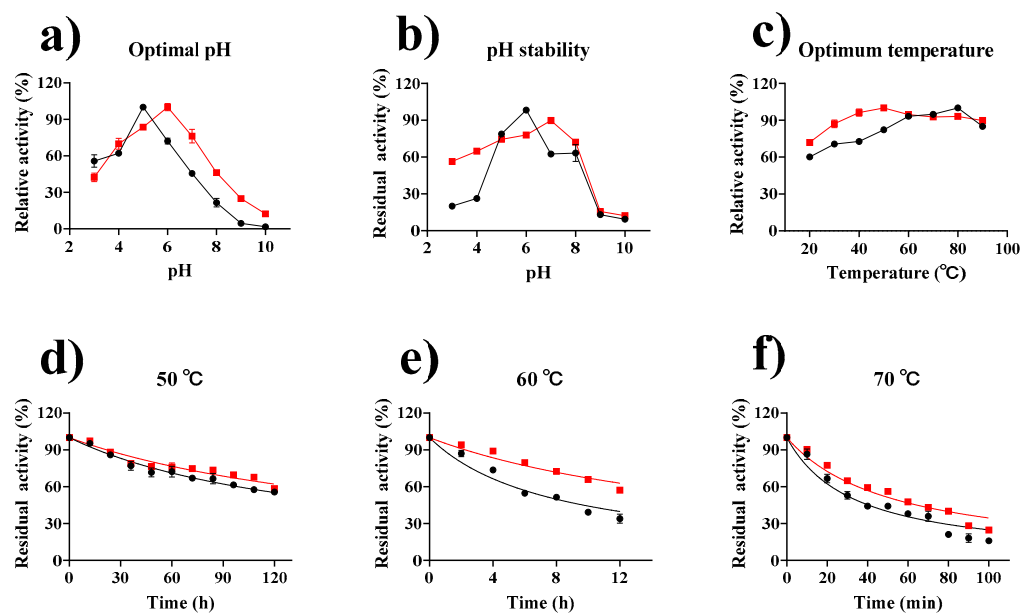 a)
Optimal pH
Relative activity (%)
120
90
60
30
0
2 4 6 8 10
pH
b)
pH stability
Residual activity (%)
120
90
60
30
0
2 4 6 8 10
pH
c)
Optimum temperature
Relative activity (%)
120
90
60
30
0
20 40 60 80 100
Temperature (℃)
d)
50 ℃
Residual activity (%)
120
90
60
30
0
0 30 60 90 120
Time (h)
e)
60 ℃
Residual activity (%)
120
90
60
30
0
0 4 8 12
Time (h)
f)
70 ℃
Residual activity (%)
120
90
60
30
0
0 20 40 60 80 100
Time (min)